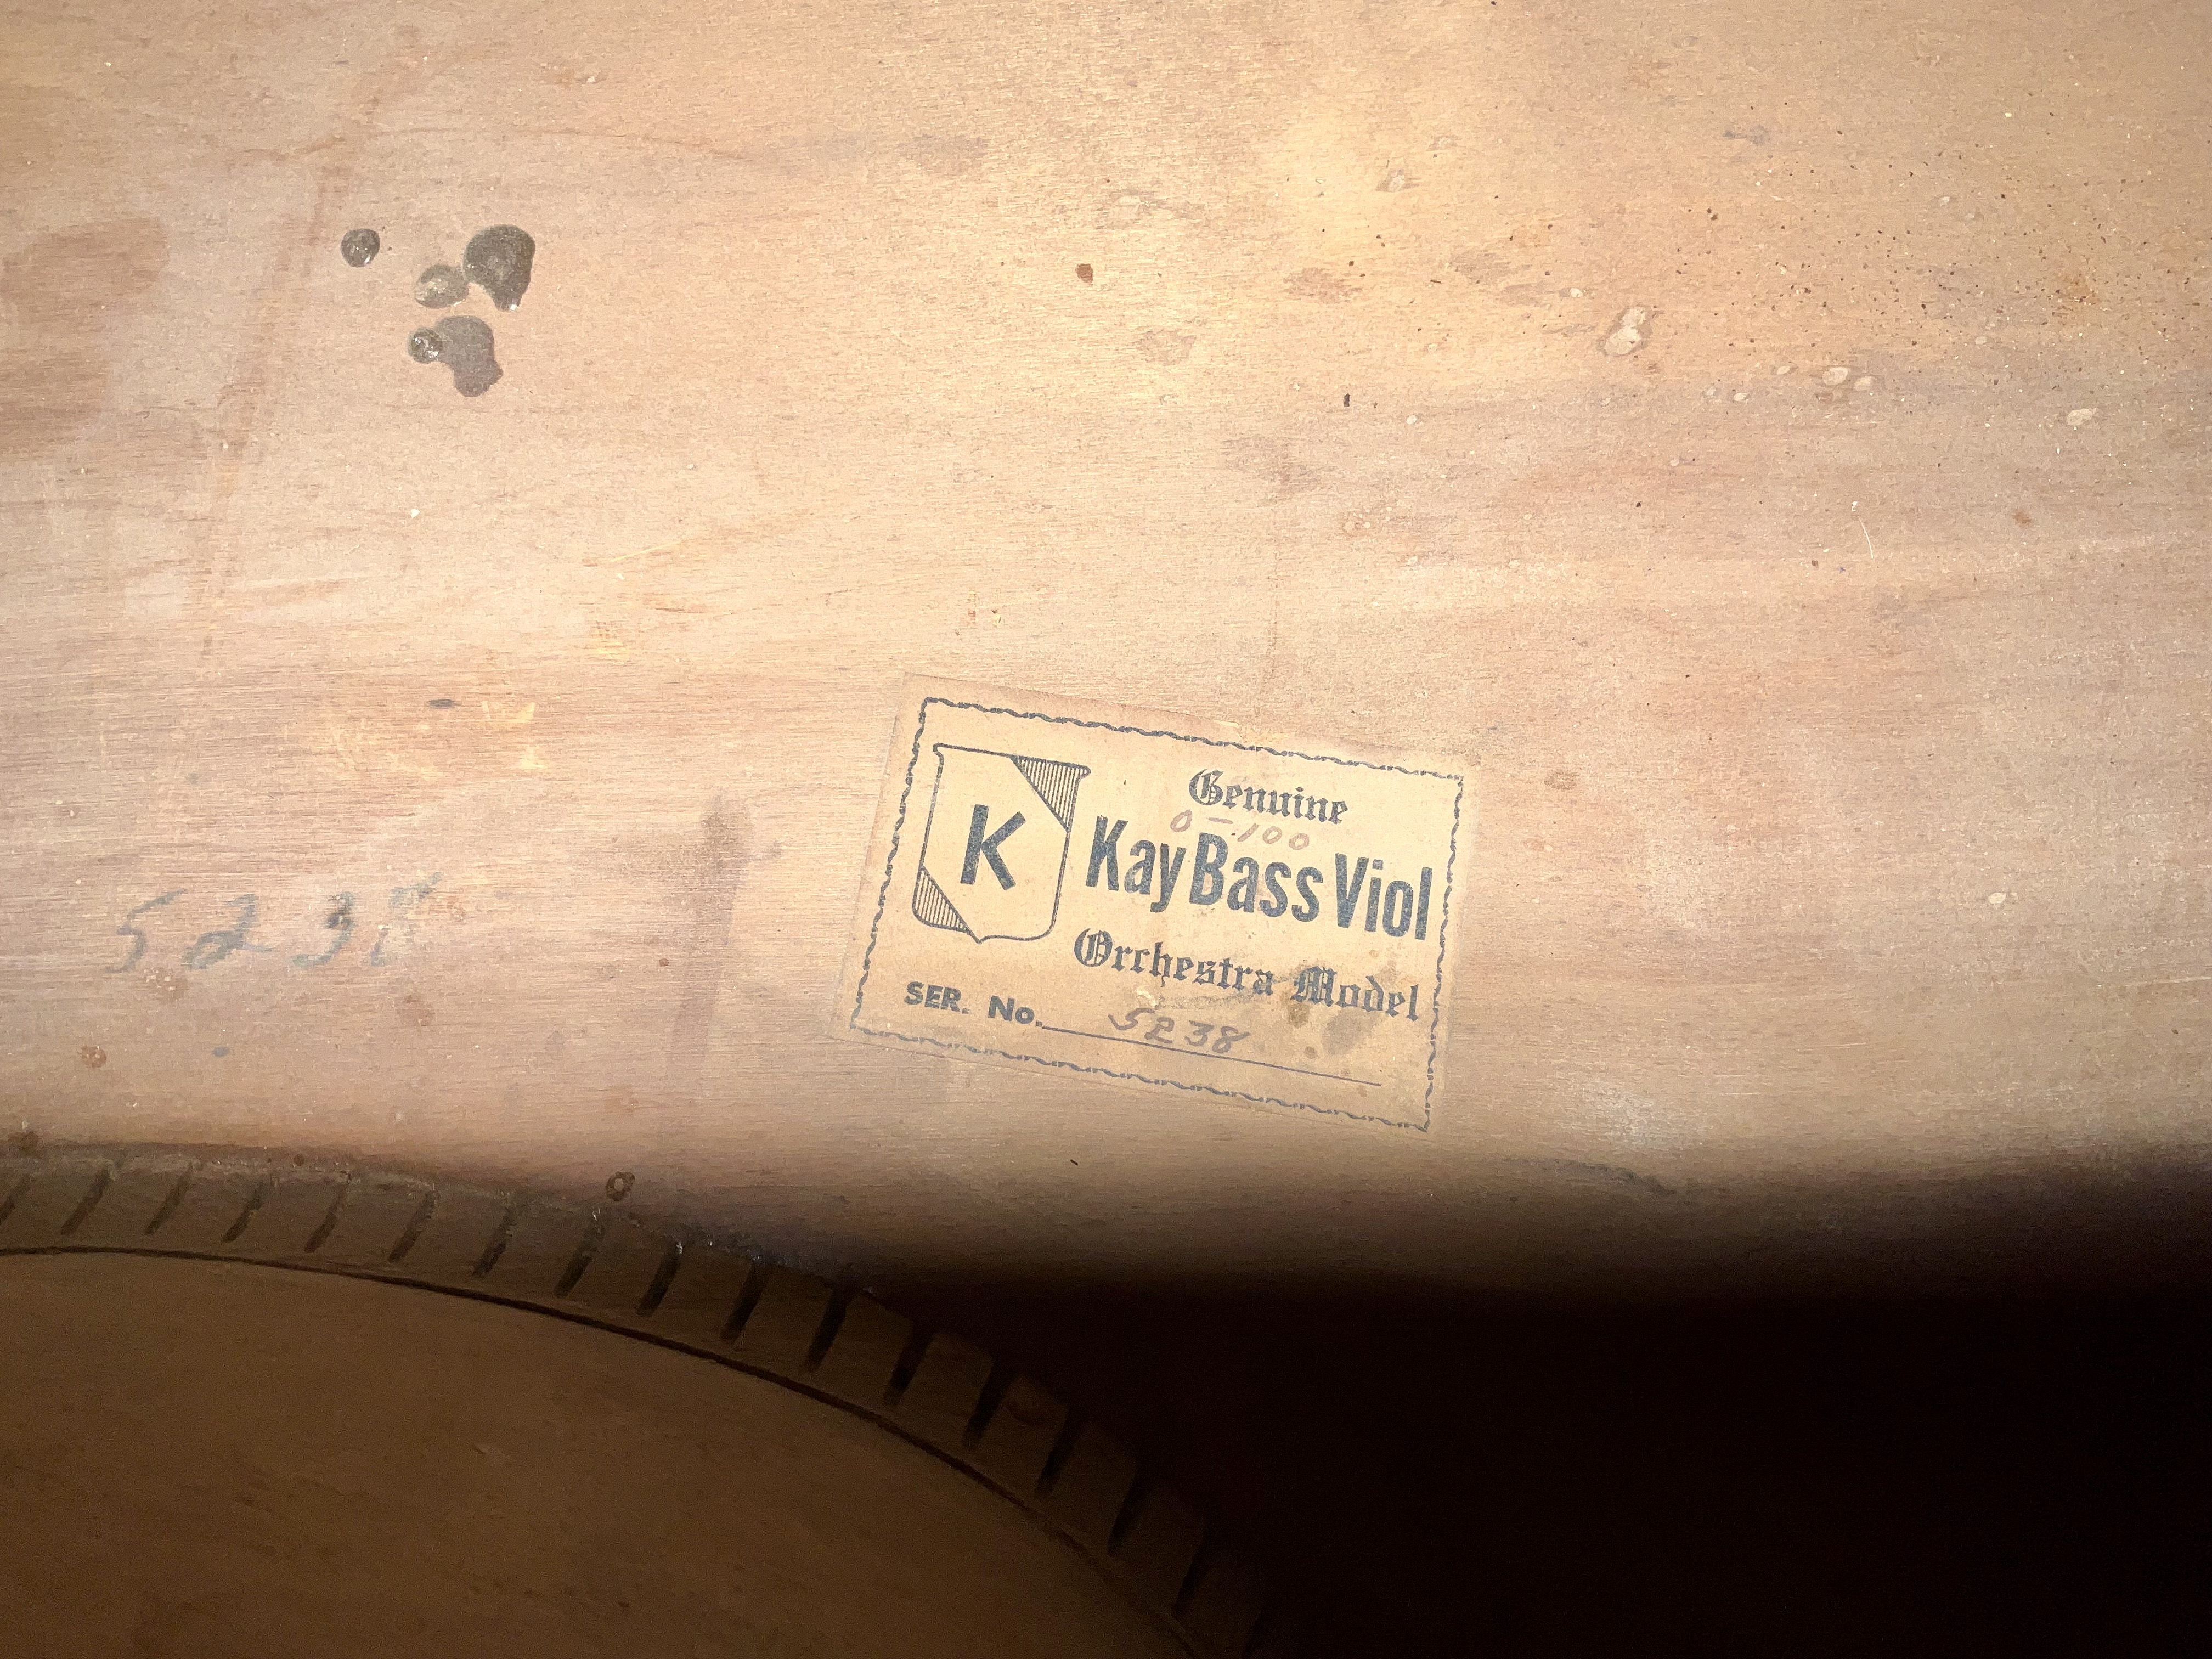 Genuine
0-100
K
Kay Bass Viol
Orchestra Model
SER. No. 5238
5238